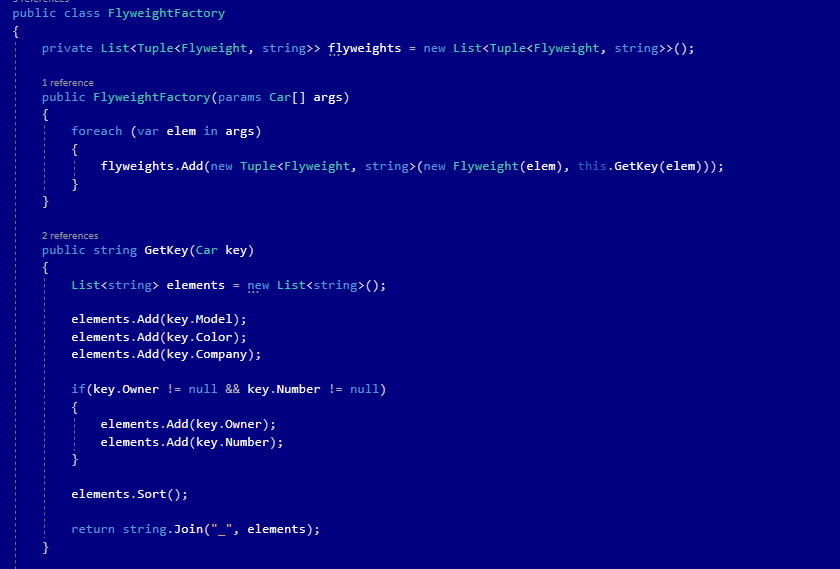 3 references
public class FlyweightFactory
{
private List<Tuple<Flyweight, string>> flyweights = new List<Tuple<Flyweight, string>>();
1 reference
public FlyweightFactory(params Car[] args)
{
foreach (var elem in args)
{
flyweights.Add(new Tuple<Flyweight, string>(new Flyweight(elem), this.GetKey(elem)));
}
}
2 references
public string GetKey(Car key)
{
List<string> elements = new List<string>();
elements.Add(key.Model);
elements.Add(key.Color);
elements.Add(key.Company);
if(key.Owner != null && key.Number != null)
{
elements.Add(key.Owner);
elements.Add(key.Number);
}
elements.Sort();
return string.Join("_", elements);
}